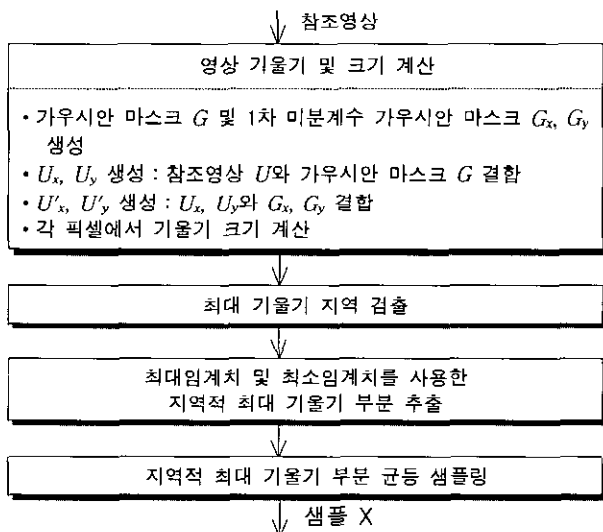 참조영상
영상 기울기 및 크기 계산
• 가우시안 마스크 G 및 1차 미분계수 가우시안 마스크 Gx, Gy
생성
• Ux, Uy 생성 : 참조영상 U와 가우시안 마스크 G 결합
• U′x, U′y 생성 : Ux, Uy와 Gx, Gy 결합
• 각 픽셀에서 기울기 크기 계산
최대 기울기 지역 검출
최대임계치 및 최소임계치를 사용한
지역적 최대 기울기 부분 추출
지역적 최대 기울기 부분 균등 샘플링
샘플 X